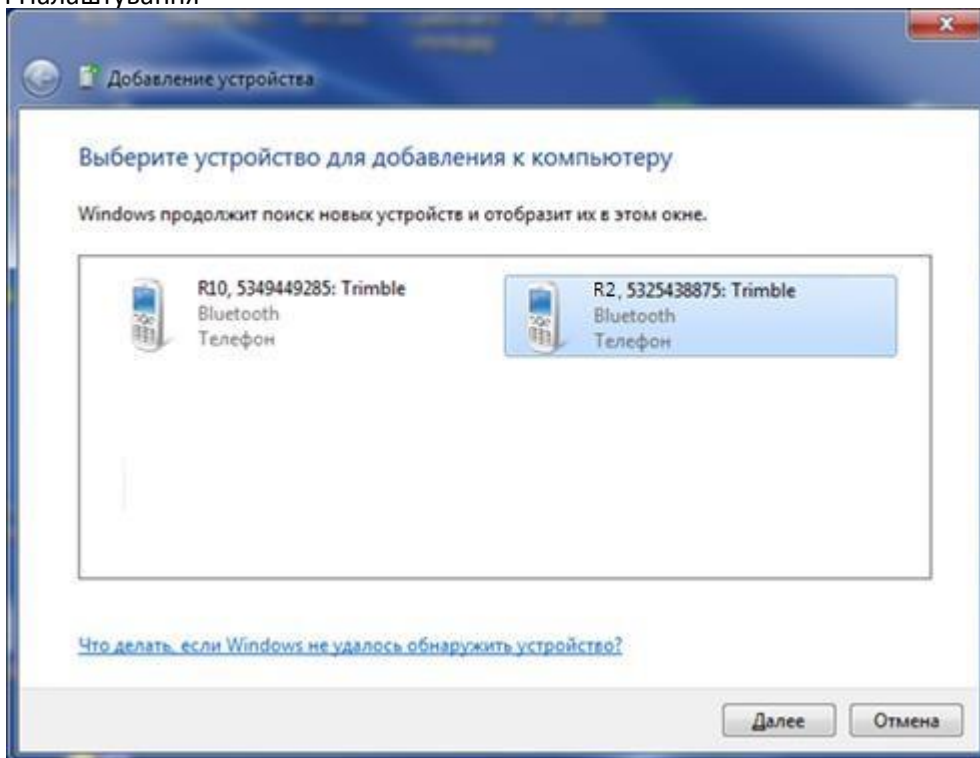 і Налаштування
Добавление устройства
Выберите устройство для добавления к компьютеру
Windows продолжит поиск новых устройств и отобразит их в этом окне.
R10, 5349449285: Trimble
Bluetooth
Телефон
R2, 5325438875: Trimble
Bluetooth
Телефон
Что делать, если Windows не удалось обнаружить устройство?
Далее
Отмена